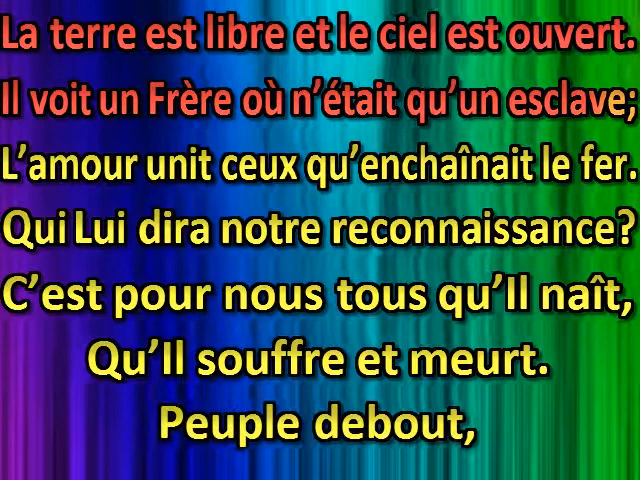 La terre est libre et le ciel est ouvert.
Il voit un Frère où n’était qu’un esclave;
L’amour unit ceux qu’enchaînait le fer.
Qui Lui dira notre reconnaissance?
C’est pour nous tous qu’Il naît,
Qu’Il souffre et meurt.
Peuple debout,